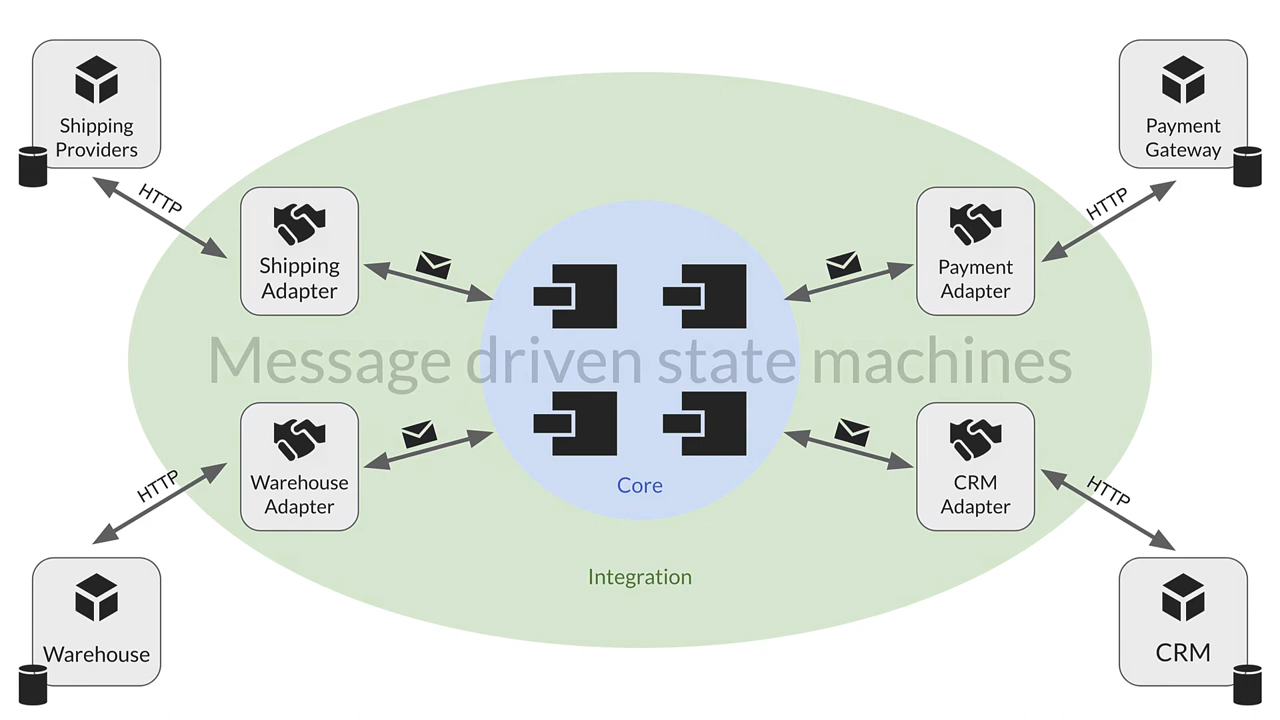 Shipping
Providers
Payment
Gateway
HTTP
HTTP
Shipping
Adapter
Payment
Adapter
Message driven state machines
Warehouse
Adapter
CRM
Adapter
Core
HTTP
HTTP
Integration
Warehouse
CRM